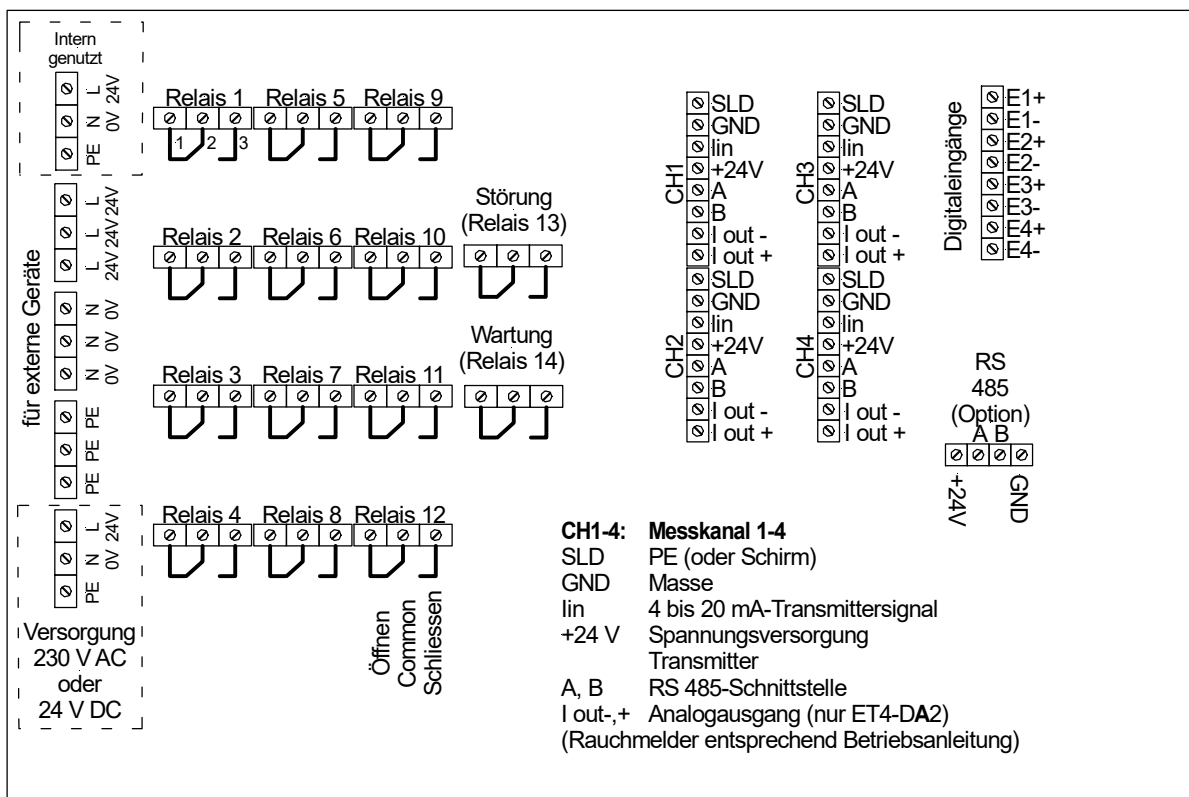 Intern
genutzt
L 24V
N 0V
PE
für externe Geräte
L 24V
L 24V
L 24V
N 0V
N 0V
N 0V
PE
PE
PE
L 24V
N 0V
PE
Versorgung
230 V AC
oder
24 V DC
Relais 1 Relais 5 Relais 9
1 2 3
Relais 2 Relais 6 Relais 10
Störung
(Relais 13)
Relais 3 Relais 7 Relais 11
Wartung
(Relais 14)
Relais 4 Relais 8 Relais 12
Öffnen
Common
Schliessen
CH1
SLD
GND
Iin
+24V
A
B
I out -
I out +
CH2
SLD
GND
Iin
+24V
A
B
I out -
I out +
CH3
SLD
GND
Iin
+24V
A
B
I out -
I out +
CH4
SLD
GND
Iin
+24V
A
B
I out -
I out +
Digitaleingänge
E1+
E1-
E2+
E2-
E3+
E3-
E4+
E4-
RS
485
(Option)
A B
+24V
GND
CH1-4: Messkanal 1-4
SLD PE (oder Schirm)
GND Masse
Iin 4 bis 20 mA-Transmittersignal
+24 V Spannungsversorgung
Transmitter
A, B RS 485-Schnittstelle
I out-,+ Analogausgang (nur ET4-DA2)
(Rauchmelder entsprechend Betriebsanleitung)